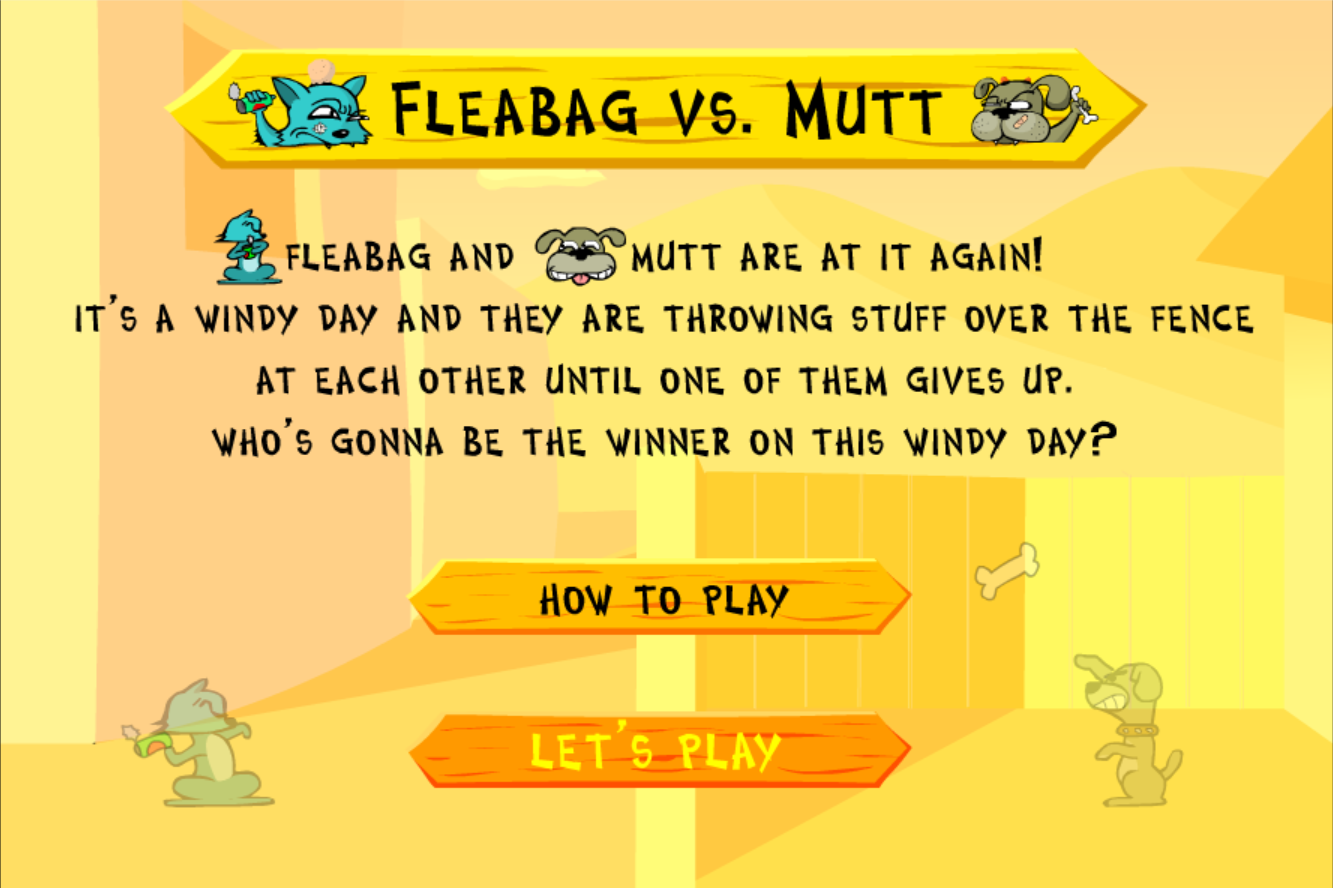 FLEABAG VS. MUTT
FLEABAG AND MUTT ARE AT IT AGAIN!
IT'S A WINDY DAY AND THEY ARE THROWING STUFF OVER THE FENCE
AT EACH OTHER UNTIL ONE OF THEM GIVES UP.
WHO'S GONNA BE THE WINNER ON THIS WINDY DAY?
HOW TO PLAY
LET'S PLAY